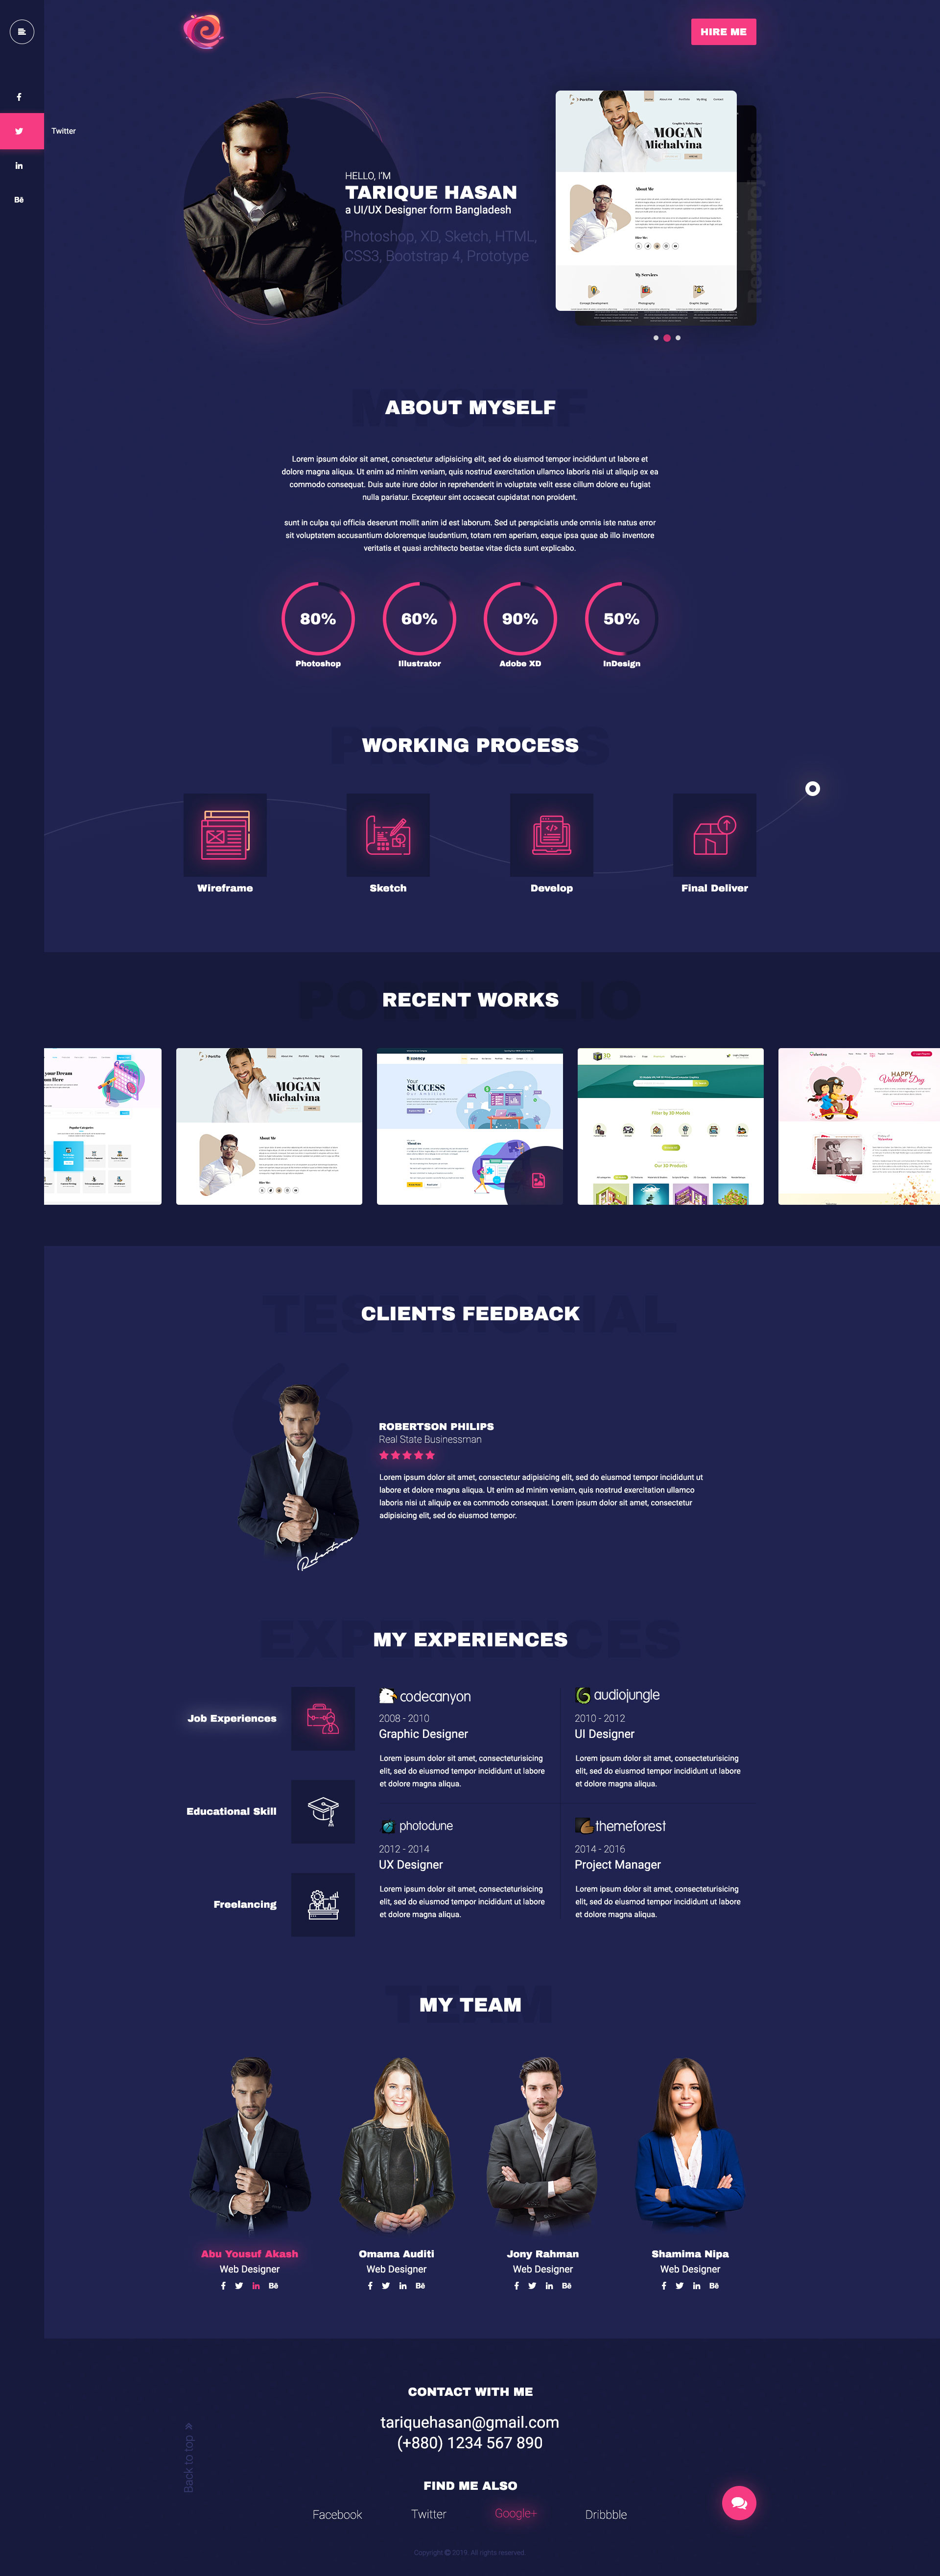 HIRE ME
Twitter
Bē
HELLO, I'M
TARIQUE HASAN
a UI/UX Designer form Bangladesh
Photoshop, XD, Sketch, HTML,
CSS3, Bootstrap 4, Prototype
MOGAN
Michalvina
About Me
My Services
Racent Projects
MYSELF
ABOUT MYSELF
Lorem ipsum dolor sit amet, consectetur adipisicing elit, sed do eiusmod tempor incididunt ut labore et
dolore magna aliqua. Ut enim ad minim veniam, quis nostrud exercitation ullamco laboris nisi ut aliquip ex ea
commodo consequat. Duis aute irure dolor in reprehenderit in voluptate velit esse cillum dolore eu fugiat
nulla pariatur. Excepteur sint occaecat cupidatat non proident.
sunt in culpa qui officia deserunt mollit anim id est laborum. Sed ut perspiciatis unde omnis iste natus error
sit voluptatem accusantium doloremque laudantium, totam rem aperiam, eaque ipsa quae ab illo inventore
veritatis et quasi architecto beatae vitae dicta sunt explicabo.
80%
60%
90%
50%
Photoshop
Illustrator
Adobe XD
InDesign
PROCESS
WORKING PROCESS
Wireframe
Sketch
Develop
Final Deliver
PORTFOLIO
RECENT WORKS
MOGAN
Michalvina
About Me
Your
SUCCESS
HAPPY
Valentine Day
TESTIMONIAL
CLIENTS FEEDBACK
ROBERTSON PHILIPS
Real State Businessman
Lorem ipsum dolor sit amet, consectetur adipisicing elit, sed do eiusmod tempor incididunt ut
labore et dolore magna aliqua. Ut enim ad minim veniam, quis nostrud exercitation ullamco
laboris nisi ut aliquip ex ea commodo consequat. Lorem ipsum dolor sit amet, consectetur
adipisicing elit, sed do eiusmod tempor.
Robertson
EXPERIENCES
MY EXPERIENCES
Job Experiences
Educational Skill
Freelancing
codecanyon
2008 - 2010
Graphic Designer
Lorem ipsum dolor sit amet, consecteturisicing
elit, sed do eiusmod tempor incididunt ut labore
et dolore magna aliqua.
audiojungle
2010 - 2012
UI Designer
Lorem ipsum dolor sit amet, consecteturisicing
elit, sed do eiusmod tempor incididunt ut labore
et dolore magna aliqua.
photodune
2012 - 2014
UX Designer
Lorem ipsum dolor sit amet, consecteturisicing
elit, sed do eiusmod tempor incididunt ut labore
et dolore magna aliqua.
themeforest
2014 - 2016
Project Manager
Lorem ipsum dolor sit amet, consecteturisicing
elit, sed do eiusmod tempor incididunt ut labore
et dolore magna aliqua.
TEAM
MY TEAM
Abu Yousuf Akash
Web Designer
Bē
Omama Auditi
Web Designer
Bē
Jony Rahman
Web Designer
Bē
Shamima Nipa
Web Designer
Bē
CONTACT WITH ME
tariquehasan@gmail.com
(+880) 1234 567 890
Back to top
FIND ME ALSO
Facebook
Twitter
Google+
Dribbble
Copyright © 2019. All rights reserved.